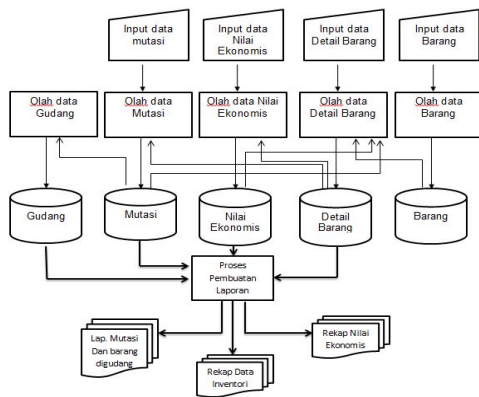 Input data
mutasi
Input data
Nilai
Ekonomis
Input data
Detail Barang
Input data
Barang
Olah data
Gudang
Olah data
Mutasi
Olah data Nilai
Ekonomis
Olah data
Detail Barang
Olah data
Barang
Gudang
Mutasi
Nilai
Ekonomis
Detail
Barang
Barang
Proses
Pembuatan
Laporan
Lap. Mutasi
Dan barang
digudang
Rekap Data
Inventori
Rekap Nilai
Ekonomis